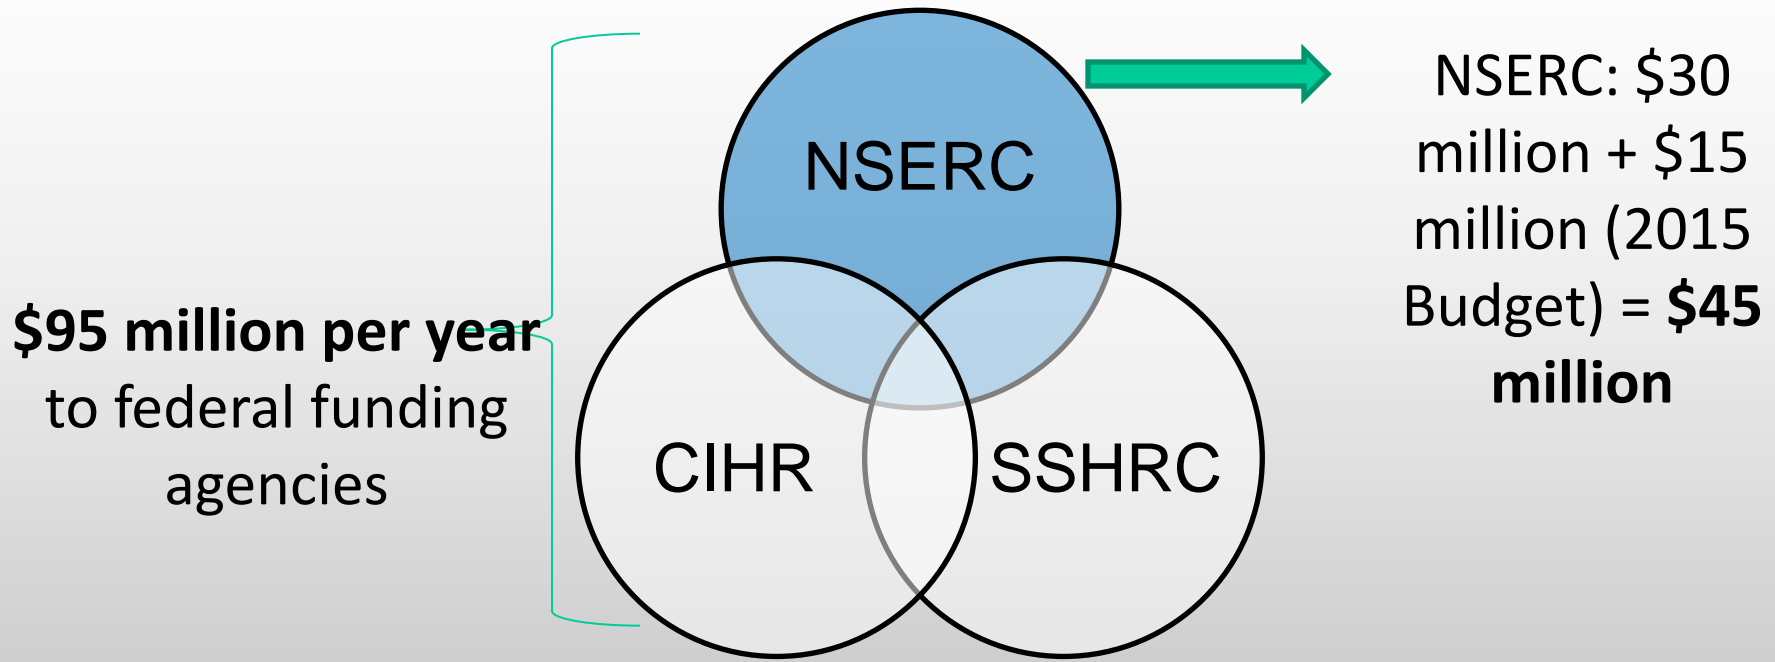 $95 million per year
to federal funding
agencies
NSERC
CIHR
SSHRC
NSERC: $30
million + $15
million (2015
Budget) = $45
million